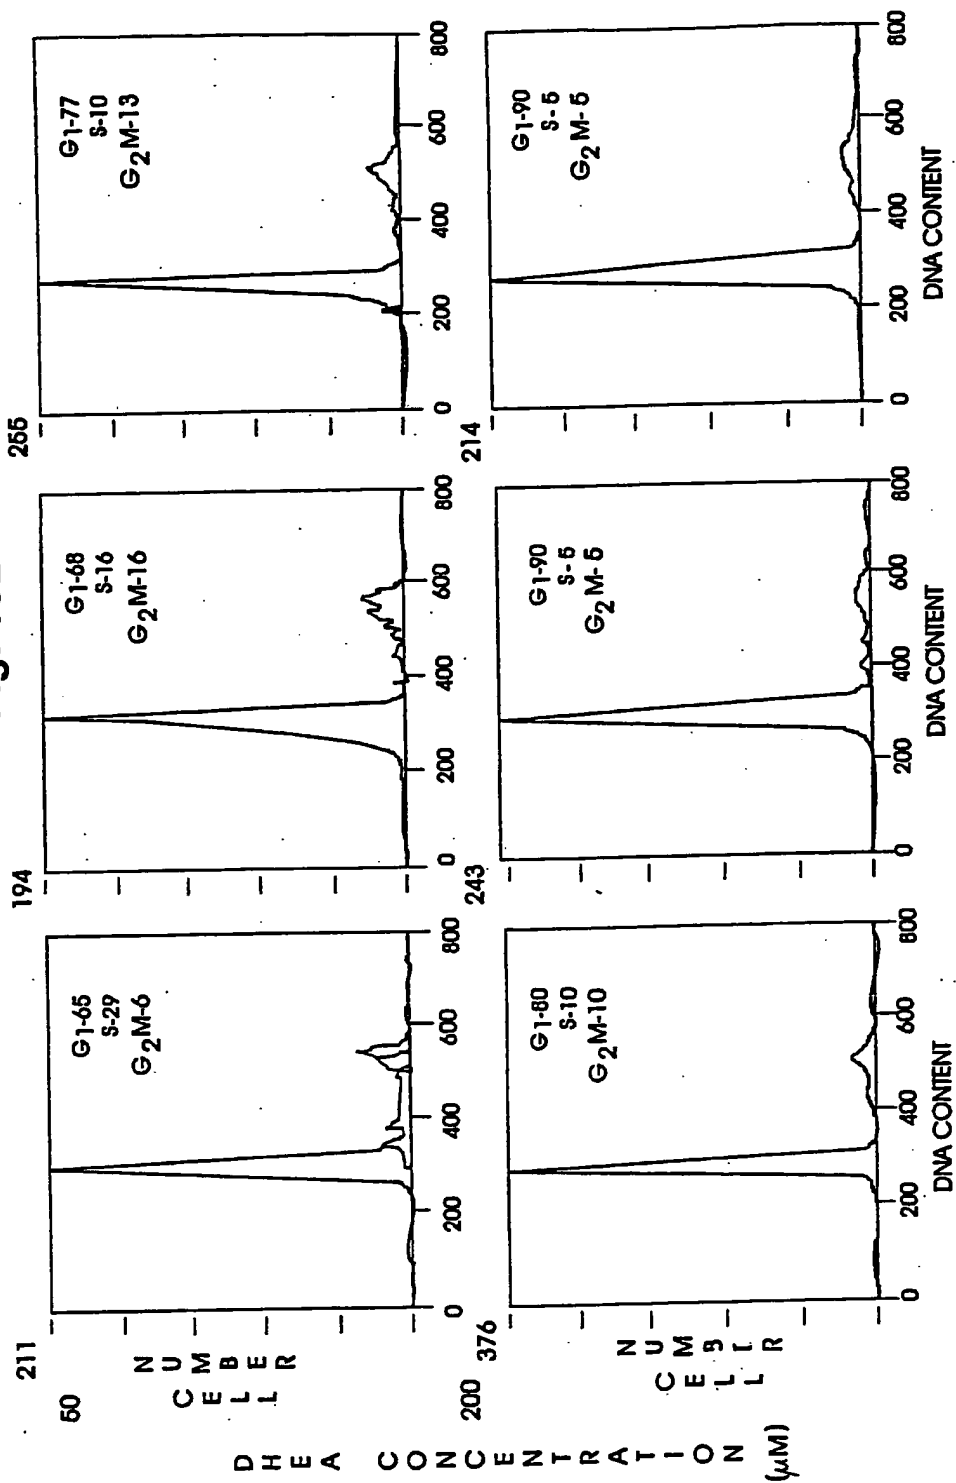 211
50
CELL
NUMBER
G1-65
S-29
G2M-6
0 200 400 600 800
194
G1-68
S-16
G2M-16
0 200 400 600 800
255
G1-77
S-10
G2M-13
0 200 400 600 800
DHEA CONCENTRATION
(μM)
376
200
CELL
G1-80
S-10
G2M-10
0 200 400 600 800
DNA CONTENT
243
G1-90
S-5
G2M-5
0 200 400 600 800
DNA CONTENT
214
G1-90
S-5
G2M-5
0 200 400 600 800
DNA CONTENT